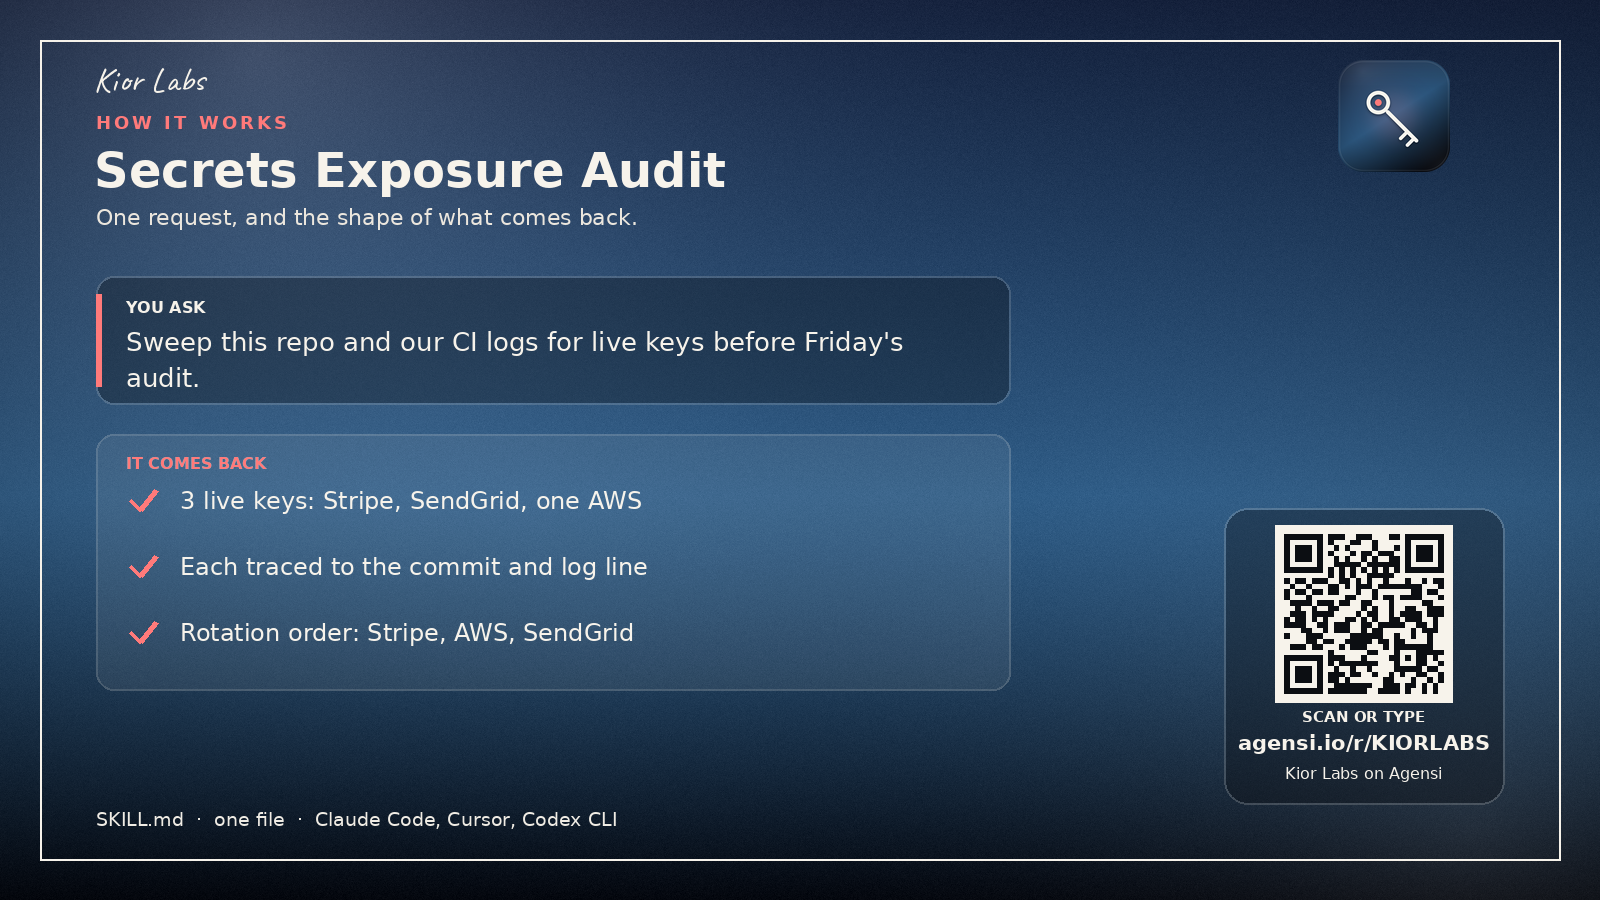 Kior Labs
HOW IT WORKS
Secrets Exposure Audit
One request, and the shape of what comes back.
YOU ASK
Sweep this repo and our CI logs for live keys before Friday's
audit.
IT COMES BACK
3 live keys: Stripe, SendGrid, one AWS
Each traced to the commit and log line
Rotation order: Stripe, AWS, SendGrid
SCAN OR TYPE
agensi.io/r/KIORLABS
Kior Labs on Agensi
SKILL.md · one file · Claude Code, Cursor, Codex CLI